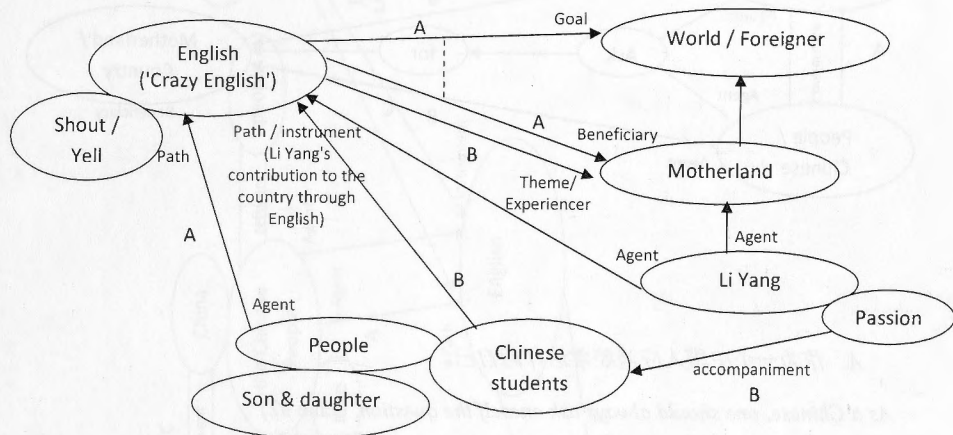 A
Goal
World / Foreigner
English
('Crazy English')
Shout /
Yell
Path
Path / instrument
(Li Yang's
contribution to the
country through
English)
A
B
Beneficiary
Motherland
Theme/
Experiencer
A
B
Agent
Agent
Li Yang
Passion
Agent
People
Son & daughter
Chinese
students
accompaniment
B